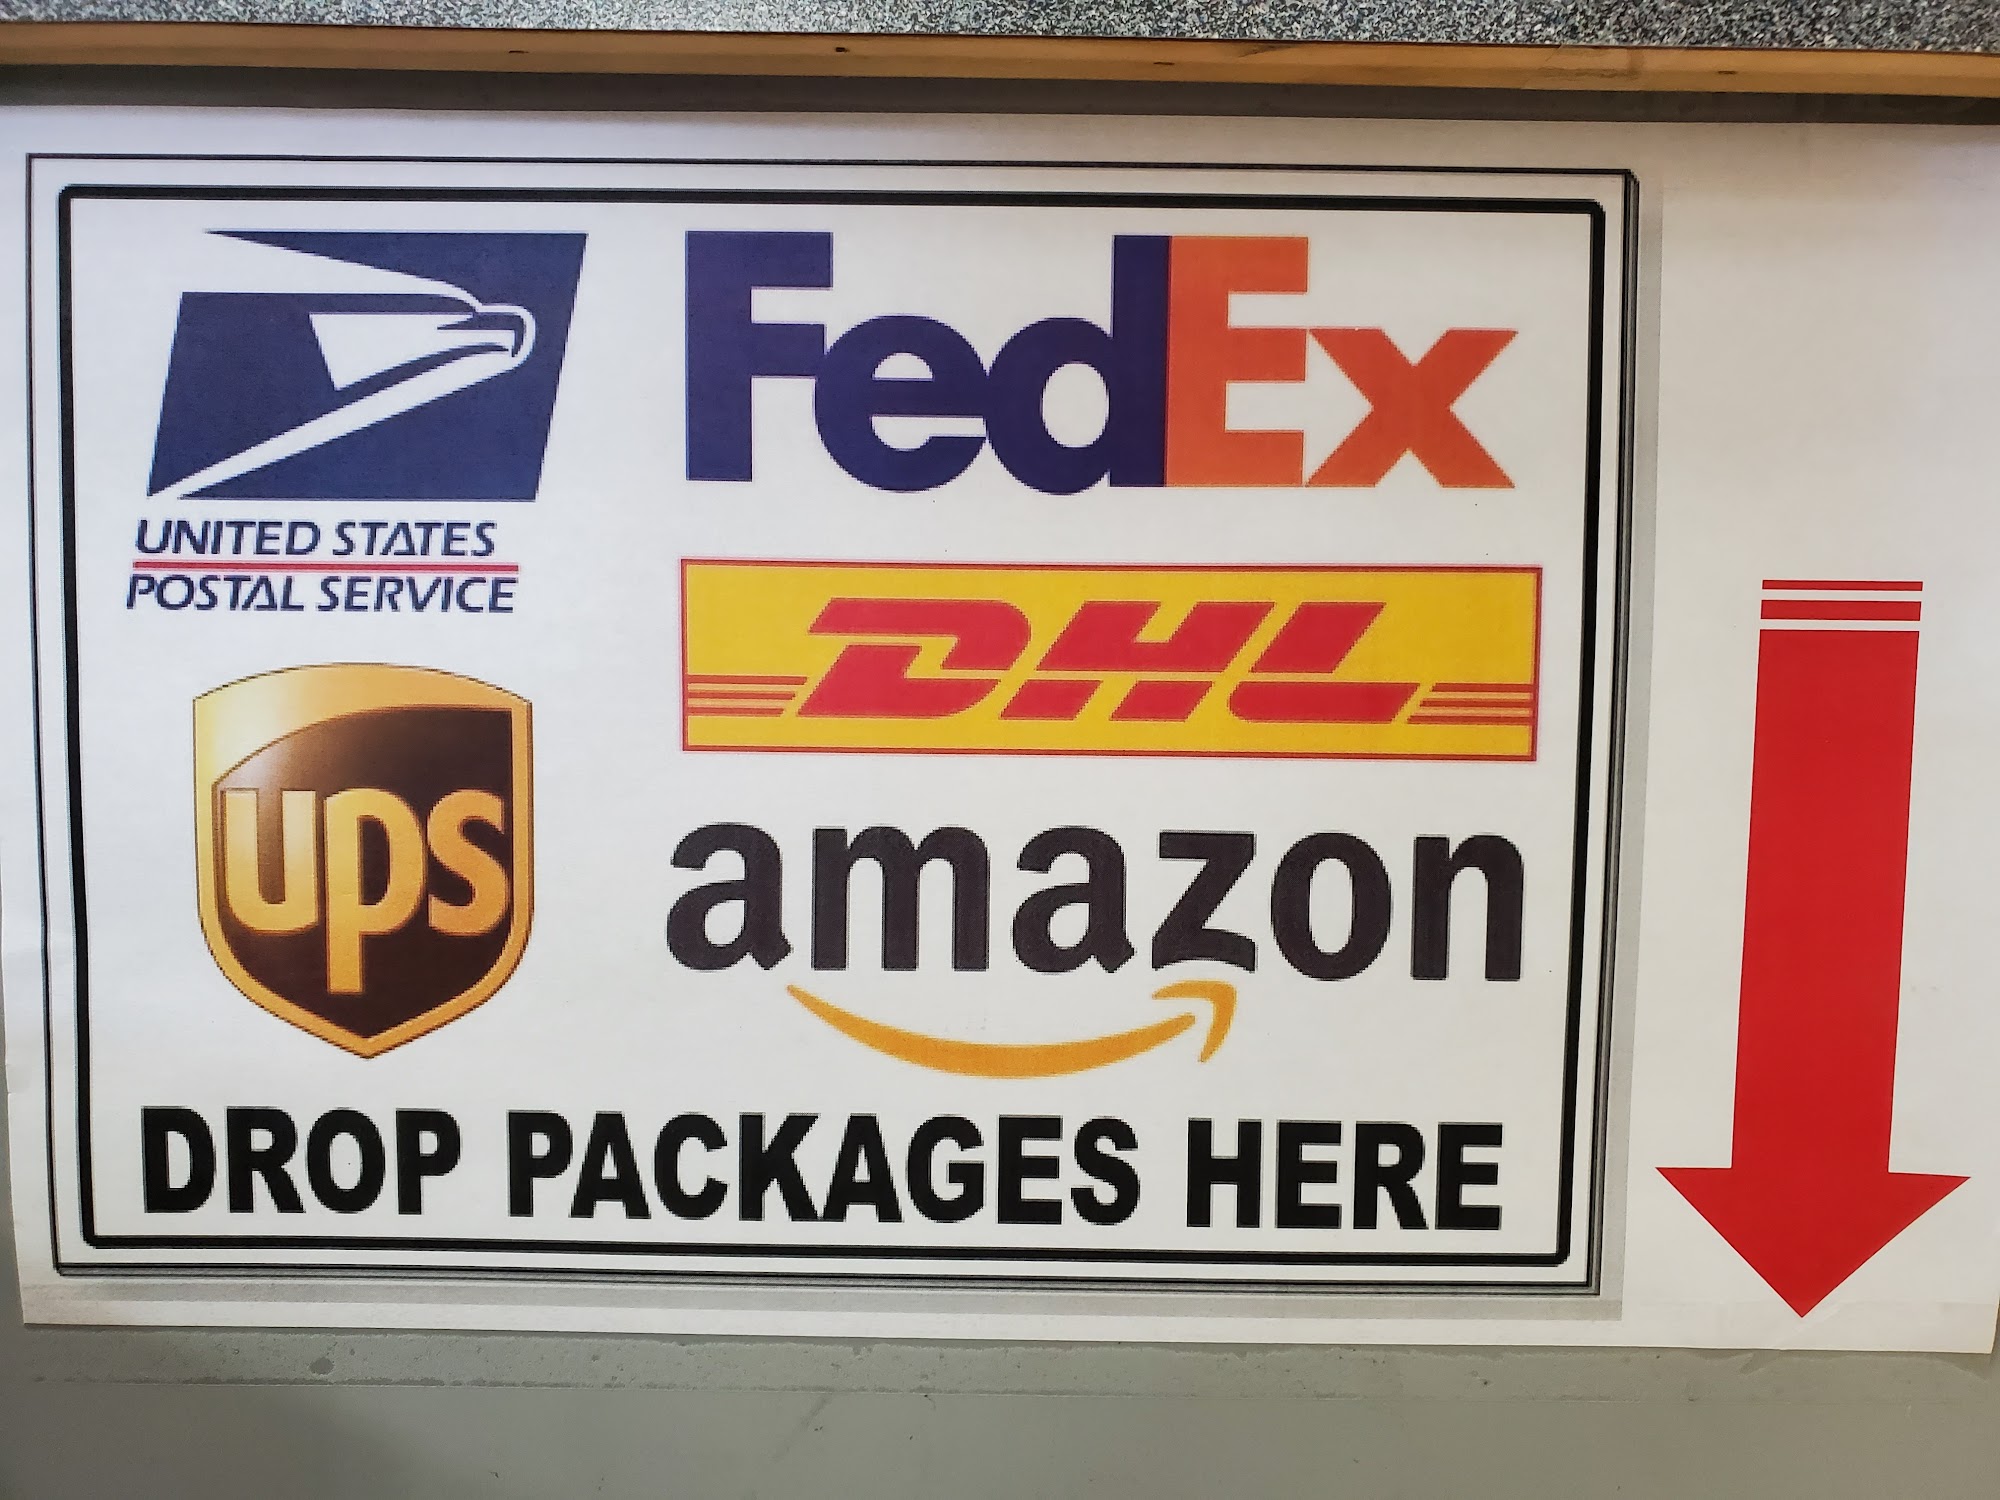 UNITED STATES
POSTAL SERVICE
FedEx
DHL
ups
amazon
DROP PACKAGES HERE